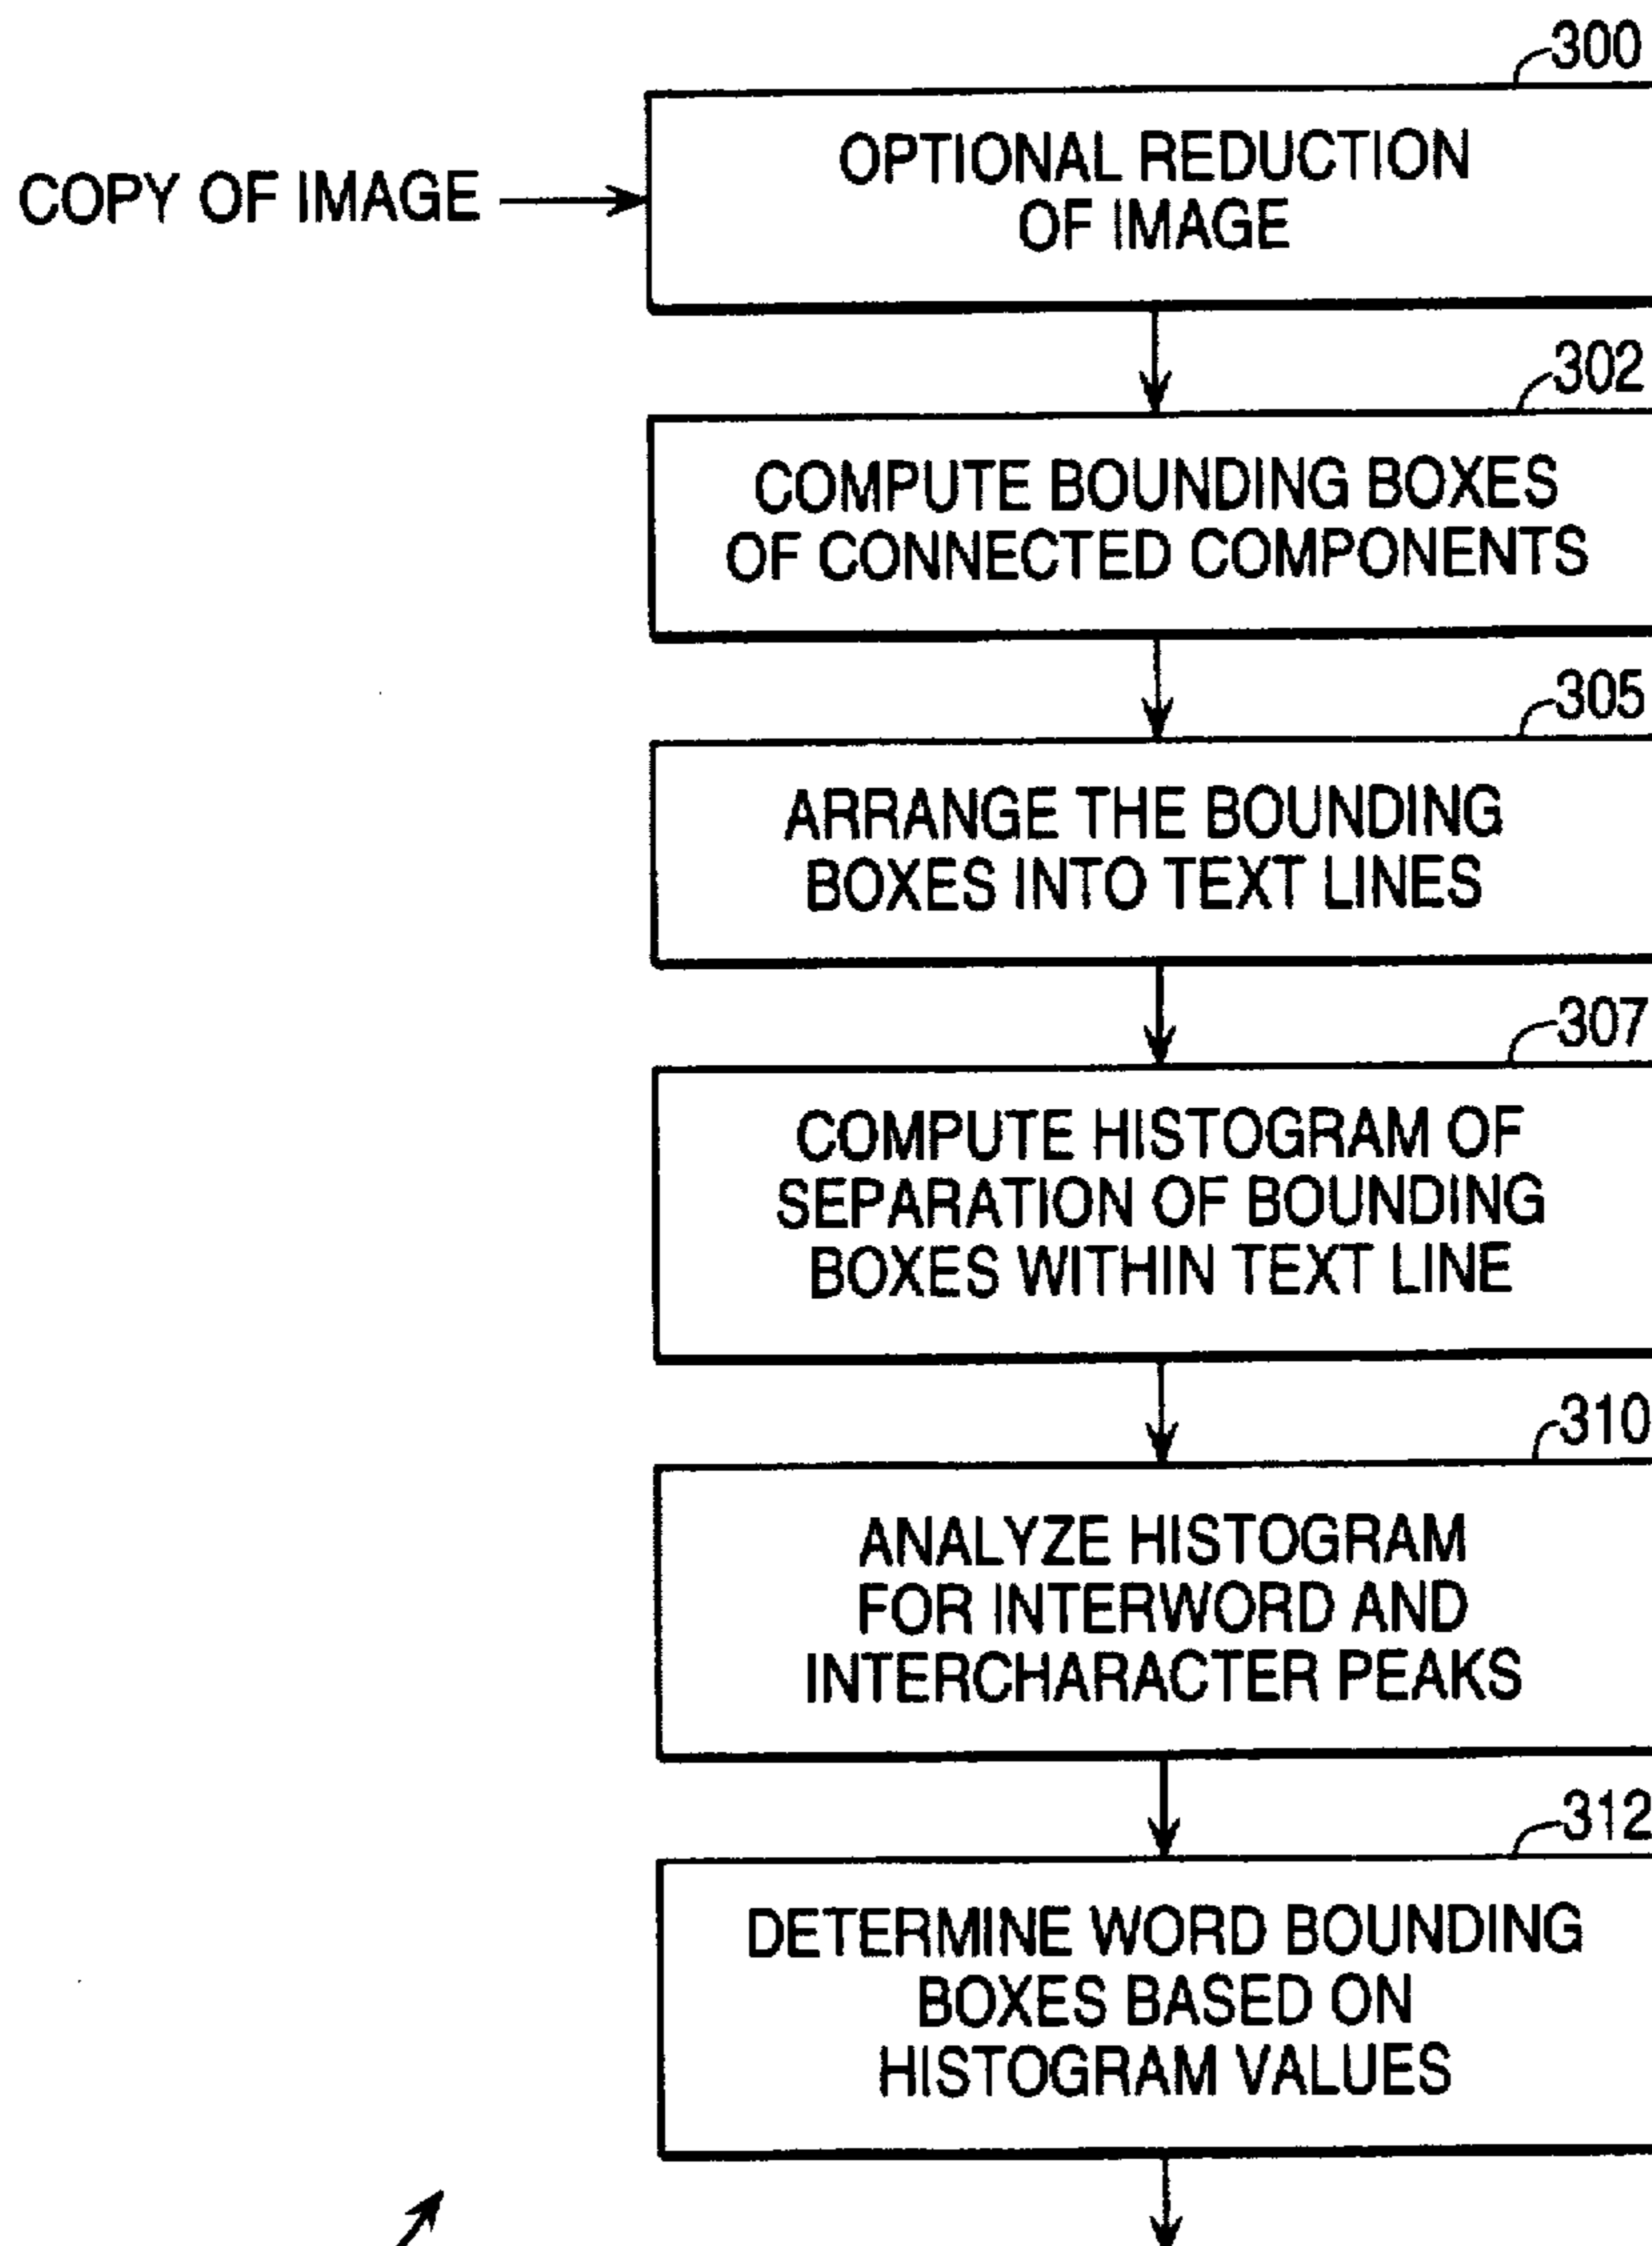 300
COPY OF IMAGE
OPTIONAL REDUCTION
OF IMAGE
302
COMPUTE BOUNDING BOXES
OF CONNECTED COMPONENTS
305
ARRANGE THE BOUNDING
BOXES INTO TEXT LINES
307
COMPUTE HISTOGRAM OF
SEPARATION OF BOUNDING
BOXES WITHIN TEXT LINE
310
ANALYZE HISTOGRAM
FOR INTERWORD AND
INTERCHARACTER PEAKS
312
DETERMINE WORD BOUNDING
BOXES BASED ON
HISTOGRAM VALUES